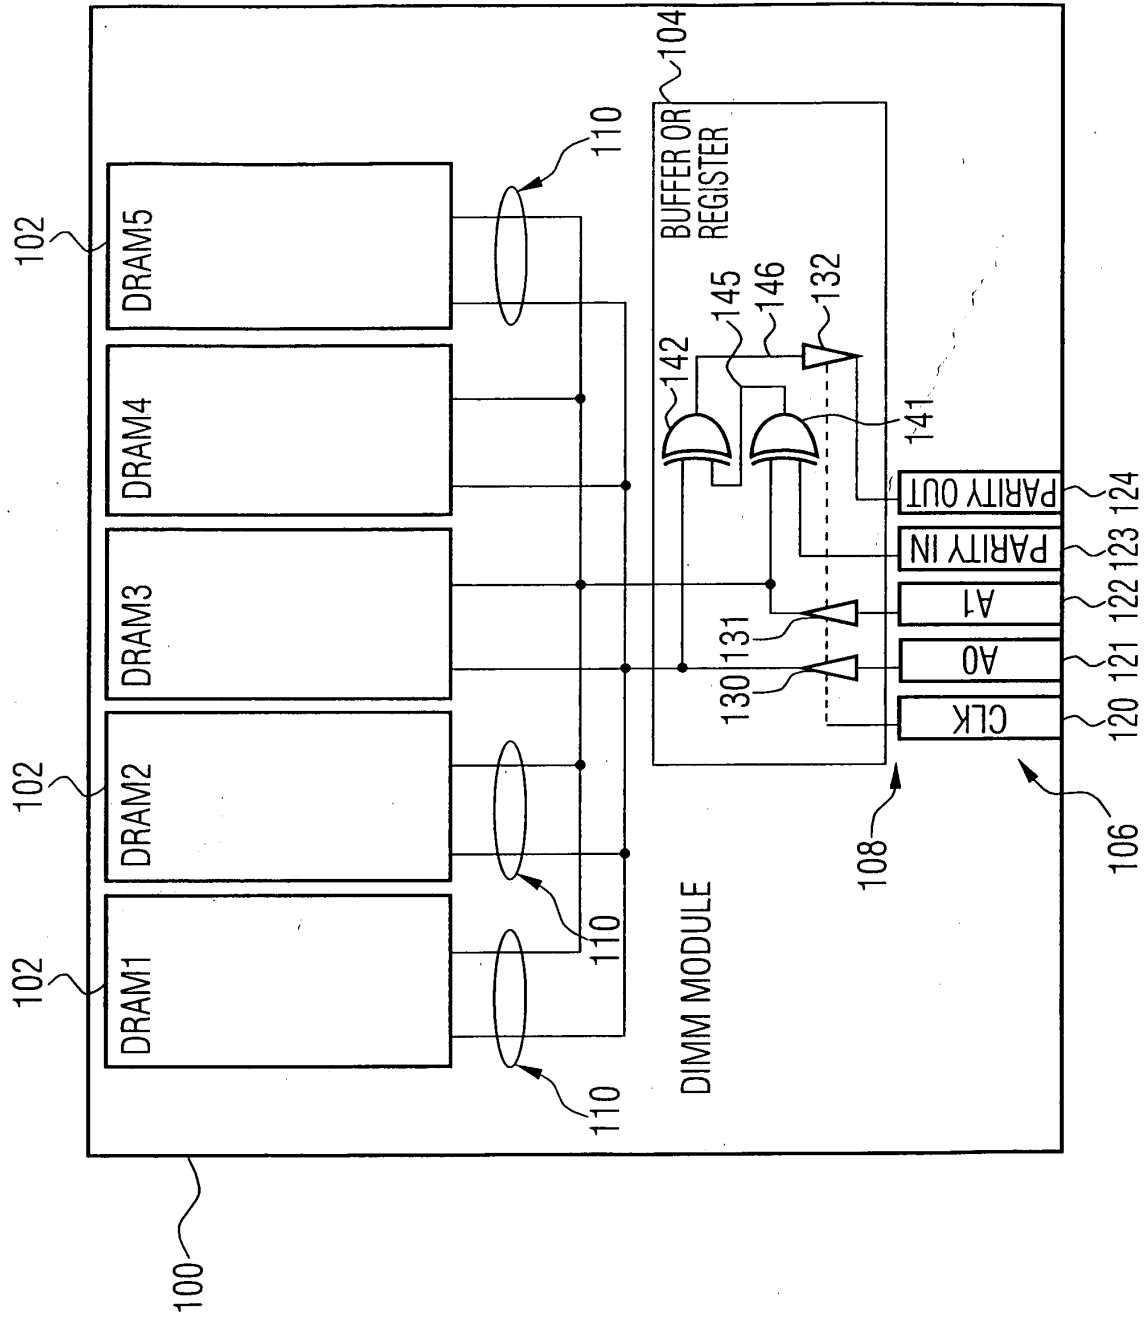 102
102
102
DRAM1
DRAM2
DRAM3
DRAM4
DRAM5
110
110
110
104
BUFFER OR
REGISTER
142
145
146
132
141
131
130
DIMM MODULE
108
106
CLK
A0
A1
PARITY IN
PARITY OUT
120
121
122
123
124
100